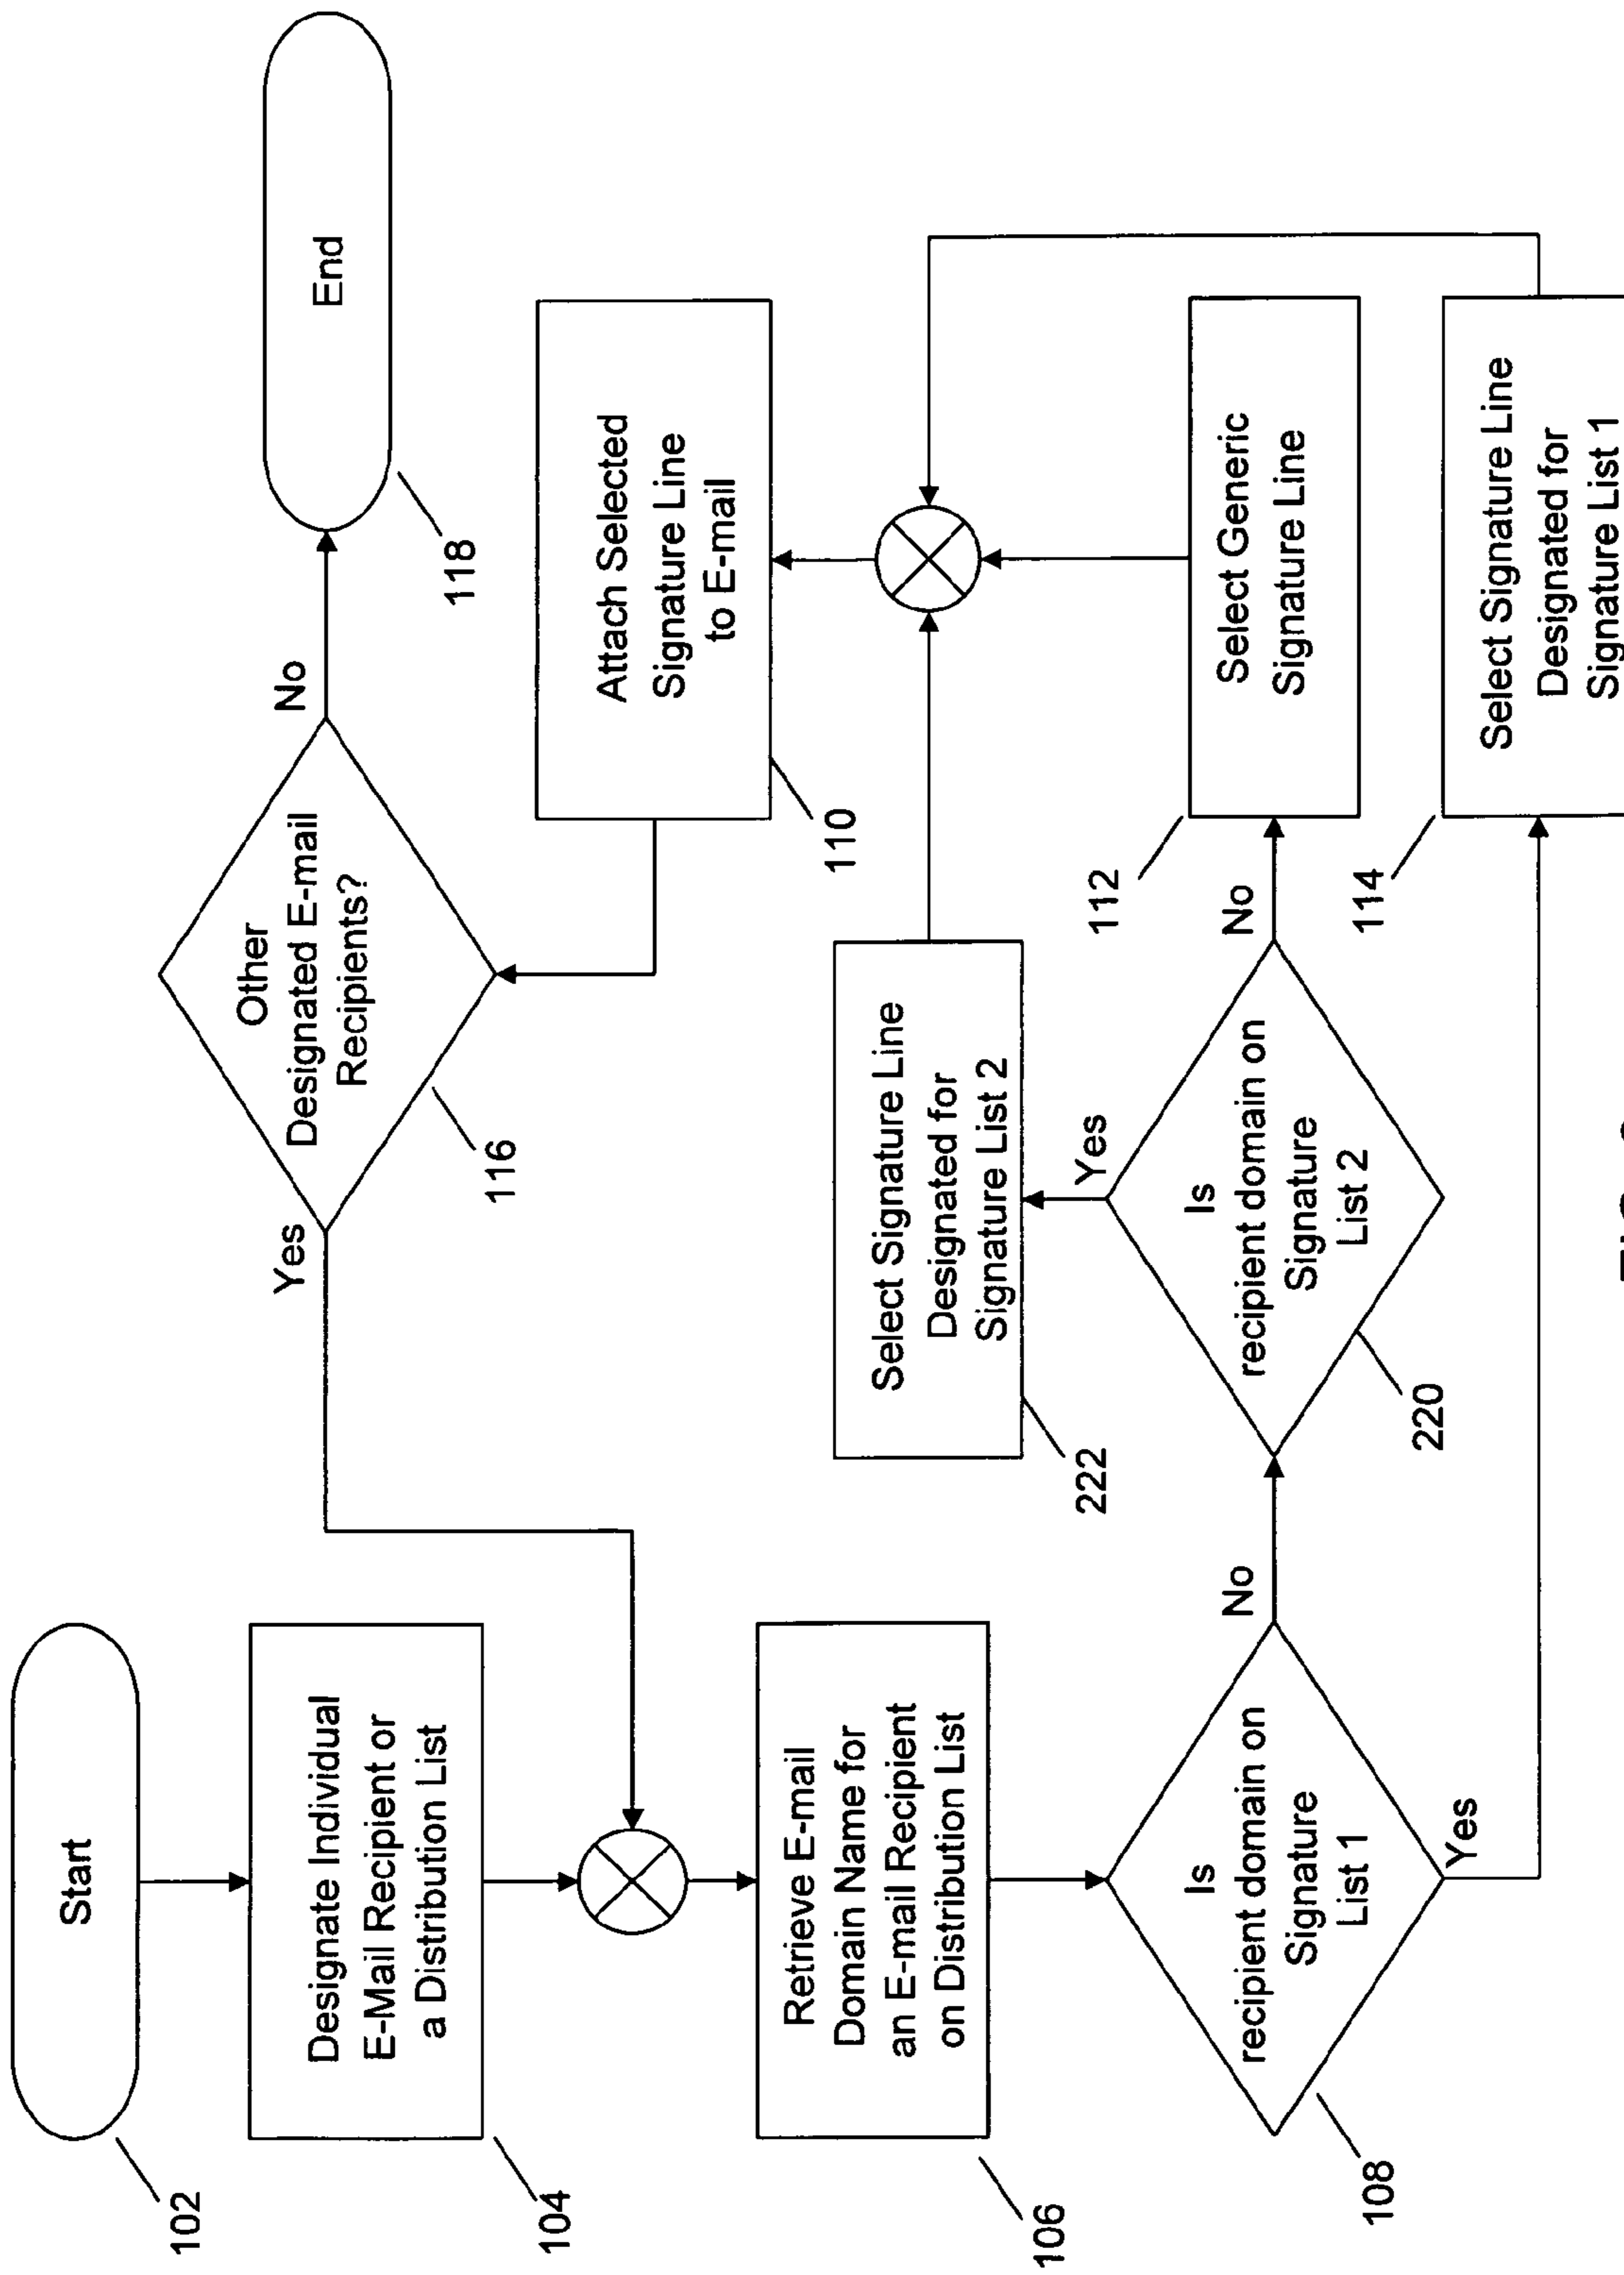 Start
102
Designate Individual
E-Mail Recipient or
a Distribution List
104
Retrieve E-mail
Domain Name for
an E-mail Recipient
on Distribution List
106
Is
recipient domain on
Signature
List 1
108
No
Yes
Is
recipient domain on
Signature
List 2
220
Yes
No
Select Signature Line
Designated for
Signature List 2
222
Select Generic
Signature Line
112
Select Signature Line
Designated for
Signature List 1
114
Attach Selected
Signature Line
to E-mail
110
Other
Designated E-mail
Recipients?
116
Yes
No
End
118